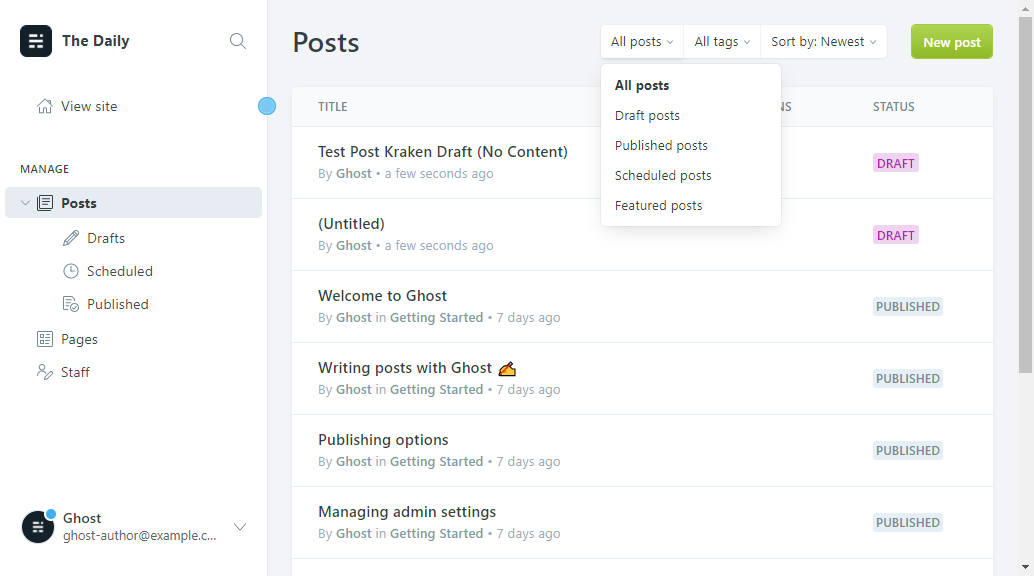 The Daily
View site
MANAGE
Posts
Drafts
Scheduled
Published
Pages
Staff
Ghost
ghost-author@example.c...
Posts
All posts
All tags
Sort by: Newest
New post
All posts
Draft posts
Published posts
Scheduled posts
Featured posts
TITLE
NS
STATUS
Test Post Kraken Draft (No Content)
By Ghost • a few seconds ago
DRAFT
(Untitled)
By Ghost • a few seconds ago
DRAFT
Welcome to Ghost
By Ghost in Getting Started • 7 days ago
PUBLISHED
Writing posts with Ghost ✍
By Ghost in Getting Started • 7 days ago
PUBLISHED
Publishing options
By Ghost in Getting Started • 7 days ago
PUBLISHED
Managing admin settings
By Ghost in Getting Started • 7 days ago
PUBLISHED